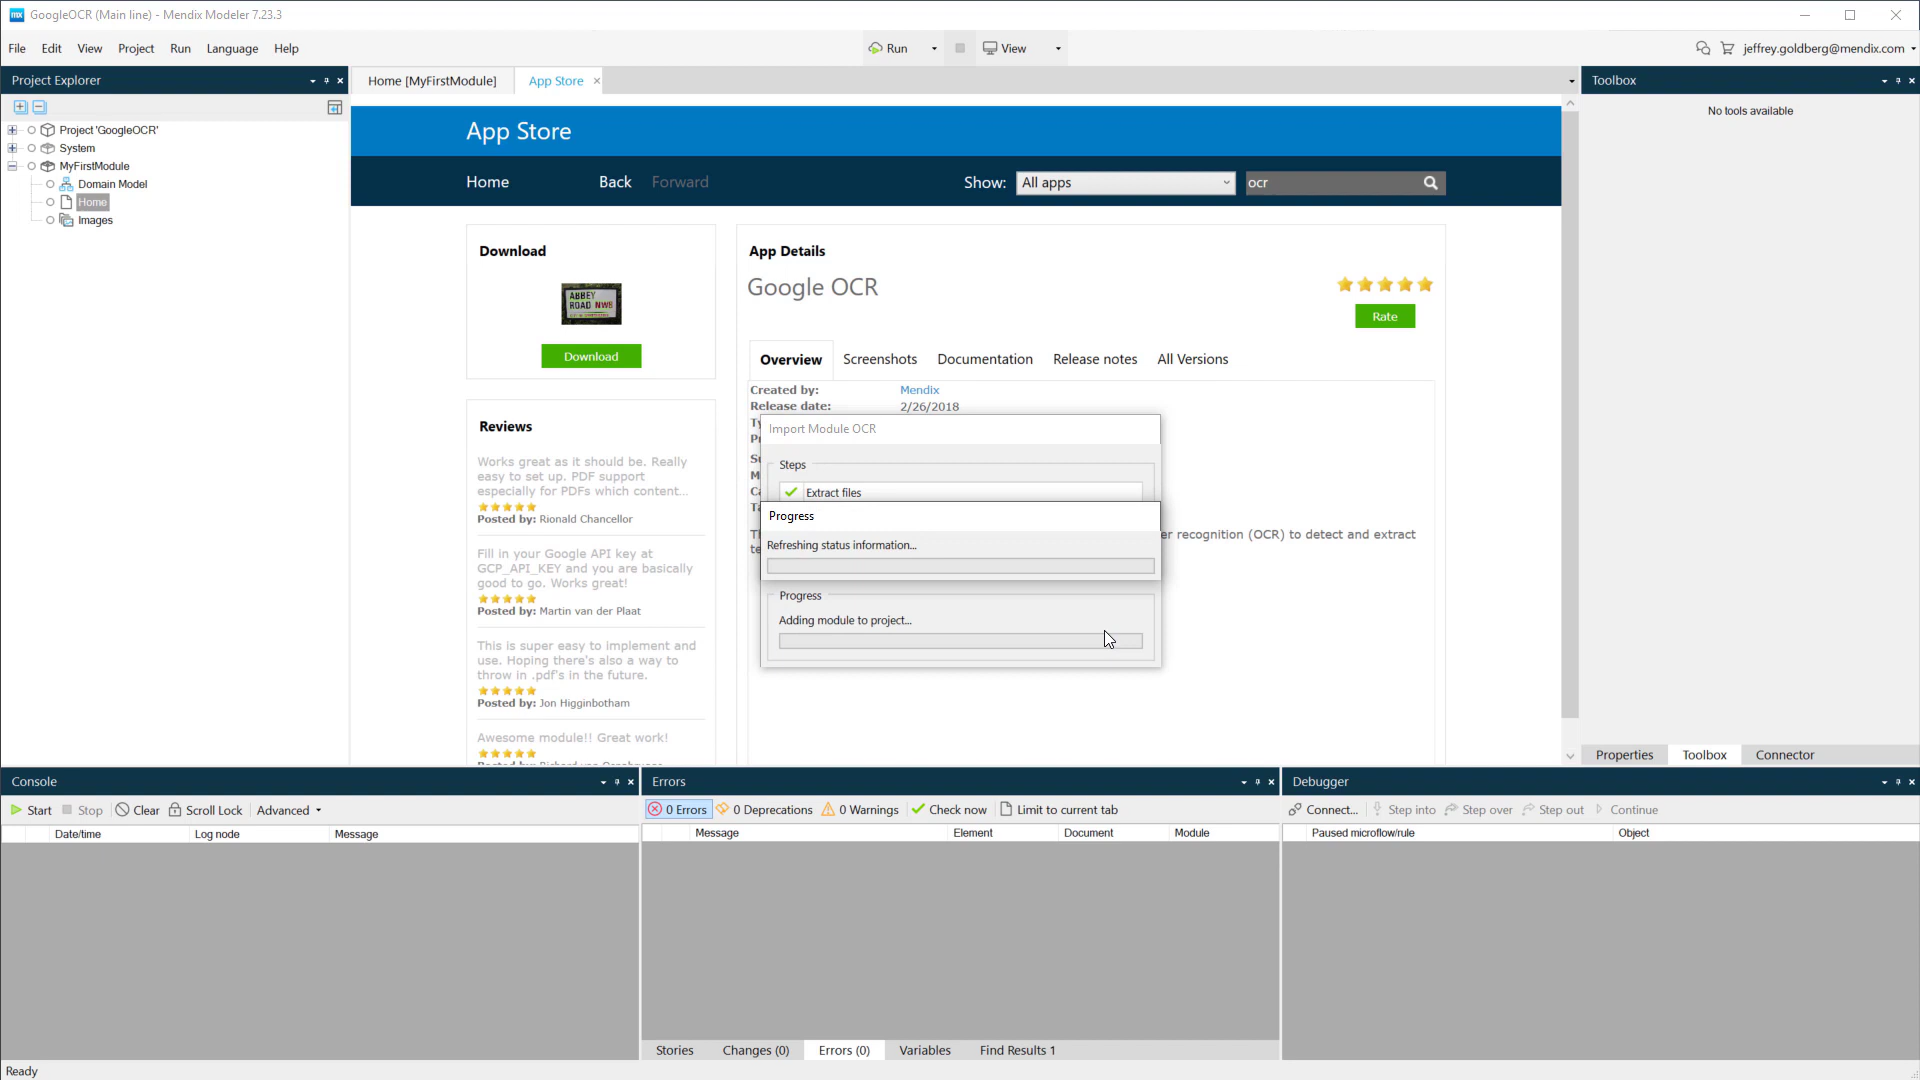 GoogleOCR (Main line) - Mendix Modeler 7.23.3
File Edit View Project Run Language Help
Run View
jeffrey.goldberg@mendix.com
Project Explorer
Home [MyFirstModule] App Store
Toolbox
No tools available
Project 'GoogleOCR'
System
MyFirstModule
Domain Model
Home
Images
App Store
Home Back Forward Show: All apps ocr
Download
ABBEY
ROAD NW8
Download
App Details
Google OCR
Rate
Overview Screenshots Documentation Release notes All Versions
Created by: Mendix
Release date: 2/26/2018
Import Module OCR
Steps
Extract files
Progress
Refreshing status information...
er recognition (OCR) to detect and extract
Progress
Adding module to project...
Reviews
Works great as it should be. Really
easy to set up. PDF support
especially for PDFs which content...
Posted by: Rionald Chancellor
Fill in your Google API key at
GCP_API_KEY and you are basically
good to go. Works great!
Posted by: Martin van der Plaat
This is super easy to implement and
use. Hoping there's also a way to
throw in .pdf's in the future.
Posted by: Jon Higginbotham
Awesome module!! Great work!
Properties Toolbox Connector
Console
Start Stop Clear Scroll Lock Advanced
Date/time Log node Message
Errors
0 Errors 0 Deprecations 0 Warnings Check now Limit to current tab
Message Element Document Module
Debugger
Connect... Step into Step over Step out Continue
Paused microflow/rule Object
Stories Changes (0) Errors (0) Variables Find Results 1
Ready